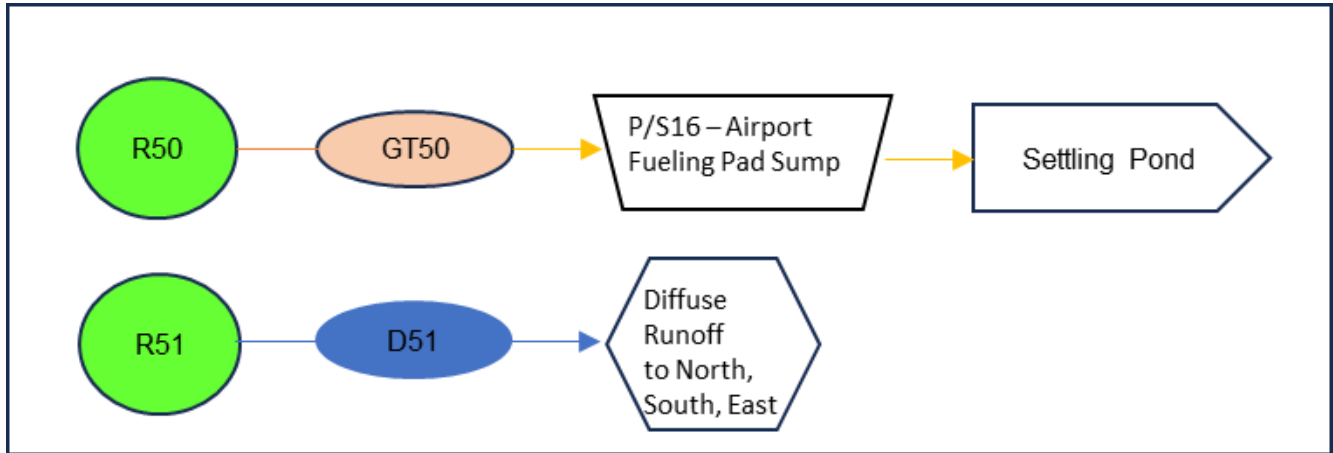 R50
GT50
P/S16 – Airport
Fueling Pad Sump
Settling Pond
R51
D51
Diffuse
Runoff
to North,
South, East